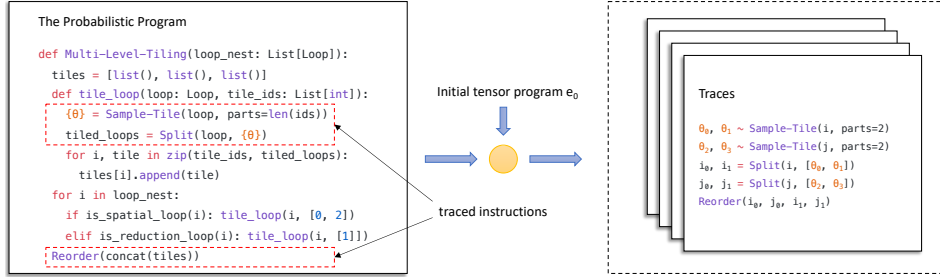 The Probabilistic Program
def Multi-Level-Tiling(loop_nest: List[Loop]):
tiles = [list(), list(), list()]
def tile_loop(loop: Loop, tile_ids: List[int]):
{θ} = Sample-Tile(loop, parts=len(ids))
tiled_loops = Split(loop, {θ})
for i, tile in zip(tile_ids, tiled_loops):
tiles[i].append(tile)
for i in loop_nest:
if is_spatial_loop(i): tile_loop(i, [0, 2])
elif is_reduction_loop(i): tile_loop(i, [1]])
Reorder(concat(tiles))
Initial tensor program e₀
traced instructions
Traces
θ₀, θ₁ ~ Sample-Tile(i, parts=2)
θ₂, θ₃ ~ Sample-Tile(j, parts=2)
i₀, i₁ = Split(i, [θ₀, θ₁])
j₀, j₁ = Split(j, [θ₂, θ₃])
Reorder(i₀, j₀, i₁, j₁)